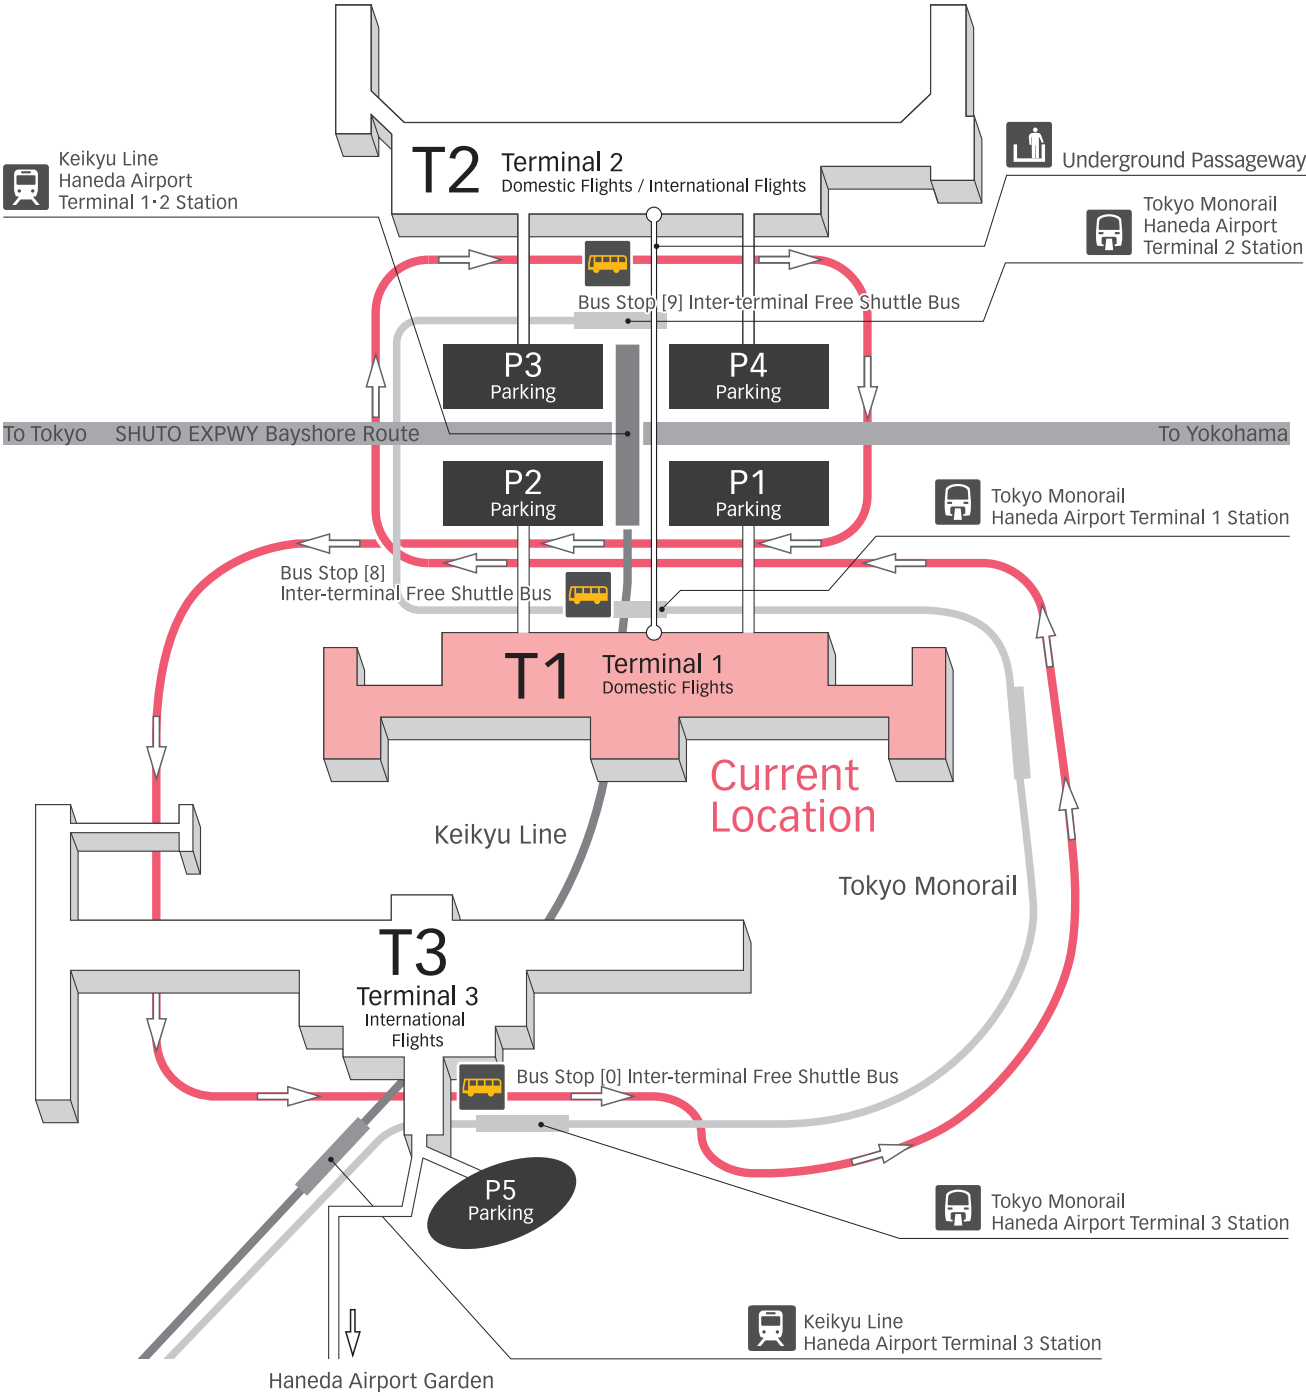 T2
Terminal 2
Domestic Flights / International Flights
Keikyu Line
Haneda Airport
Terminal 1・2 Station
Underground Passageway
Tokyo Monorail
Haneda Airport
Terminal 2 Station
Bus Stop [9] Inter-terminal Free Shuttle Bus
P3
Parking
P4
Parking
To Tokyo
SHUTO EXPWY Bayshore Route
To Yokohama
P2
Parking
P1
Parking
Tokyo Monorail
Haneda Airport Terminal 1 Station
Bus Stop [8]
Inter-terminal Free Shuttle Bus
T1
Terminal 1
Domestic Flights
Current
Location
Keikyu Line
Tokyo Monorail
T3
Terminal 3
International
Flights
Bus Stop [0] Inter-terminal Free Shuttle Bus
P5
Parking
Tokyo Monorail
Haneda Airport Terminal 3 Station
Keikyu Line
Haneda Airport Terminal 3 Station
Haneda Airport Garden